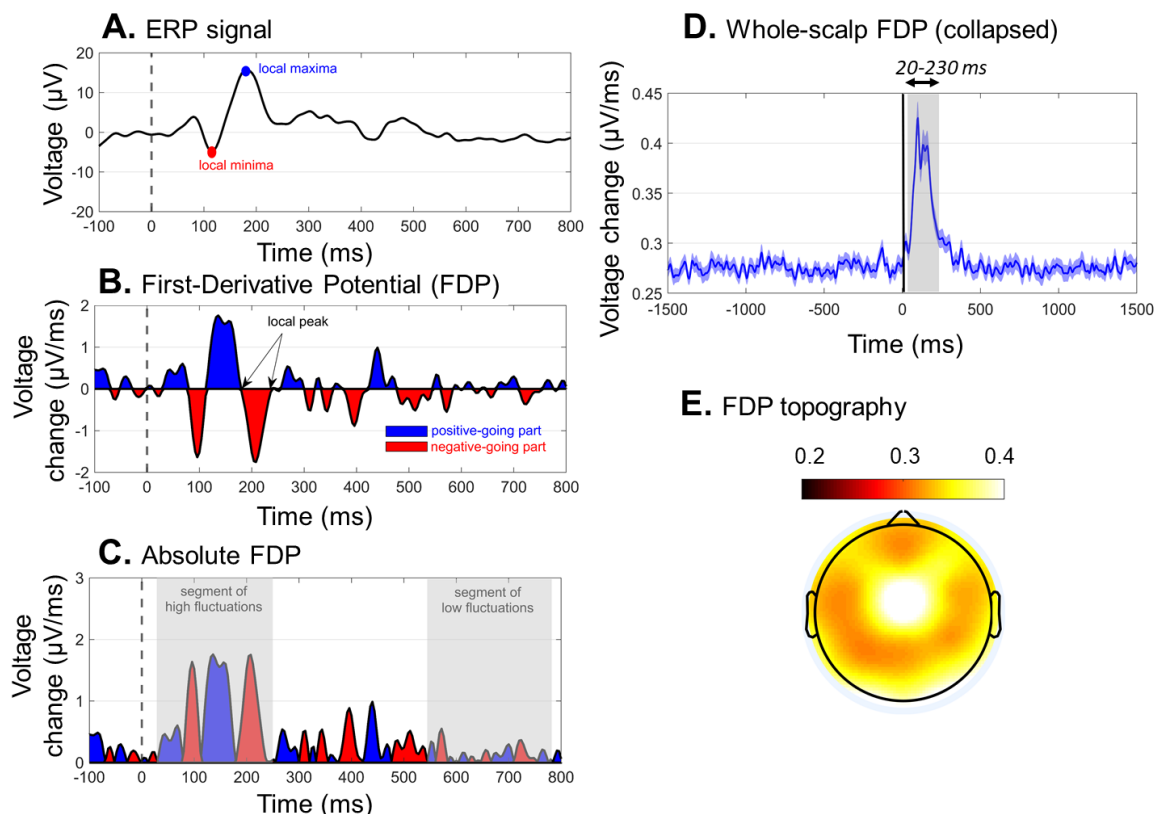 A. ERP signal
Voltage (µV)
20
10
0
-10
-20
local maxima
local minima
-100 0 100 200 300 400 500 600 700 800
Time (ms)
B. First-Derivative Potential (FDP)
Voltage
change (µV/ms)
2
1
0
-1
-2
local peak
positive-going part
negative-going part
-100 0 100 200 300 400 500 600 700 800
Time (ms)
C. Absolute FDP
Voltage
change (µV/ms)
3
2
1
0
segment of
high fluctuations
segment of
low fluctuations
-100 0 100 200 300 400 500 600 700 800
Time (ms)
D. Whole-scalp FDP (collapsed)
20-230 ms
Voltage change (µV/ms)
0.45
0.4
0.35
0.3
0.25
-1500 -1000 -500 0 500 1000 1500
Time (ms)
E. FDP topography
0.2 0.3 0.4